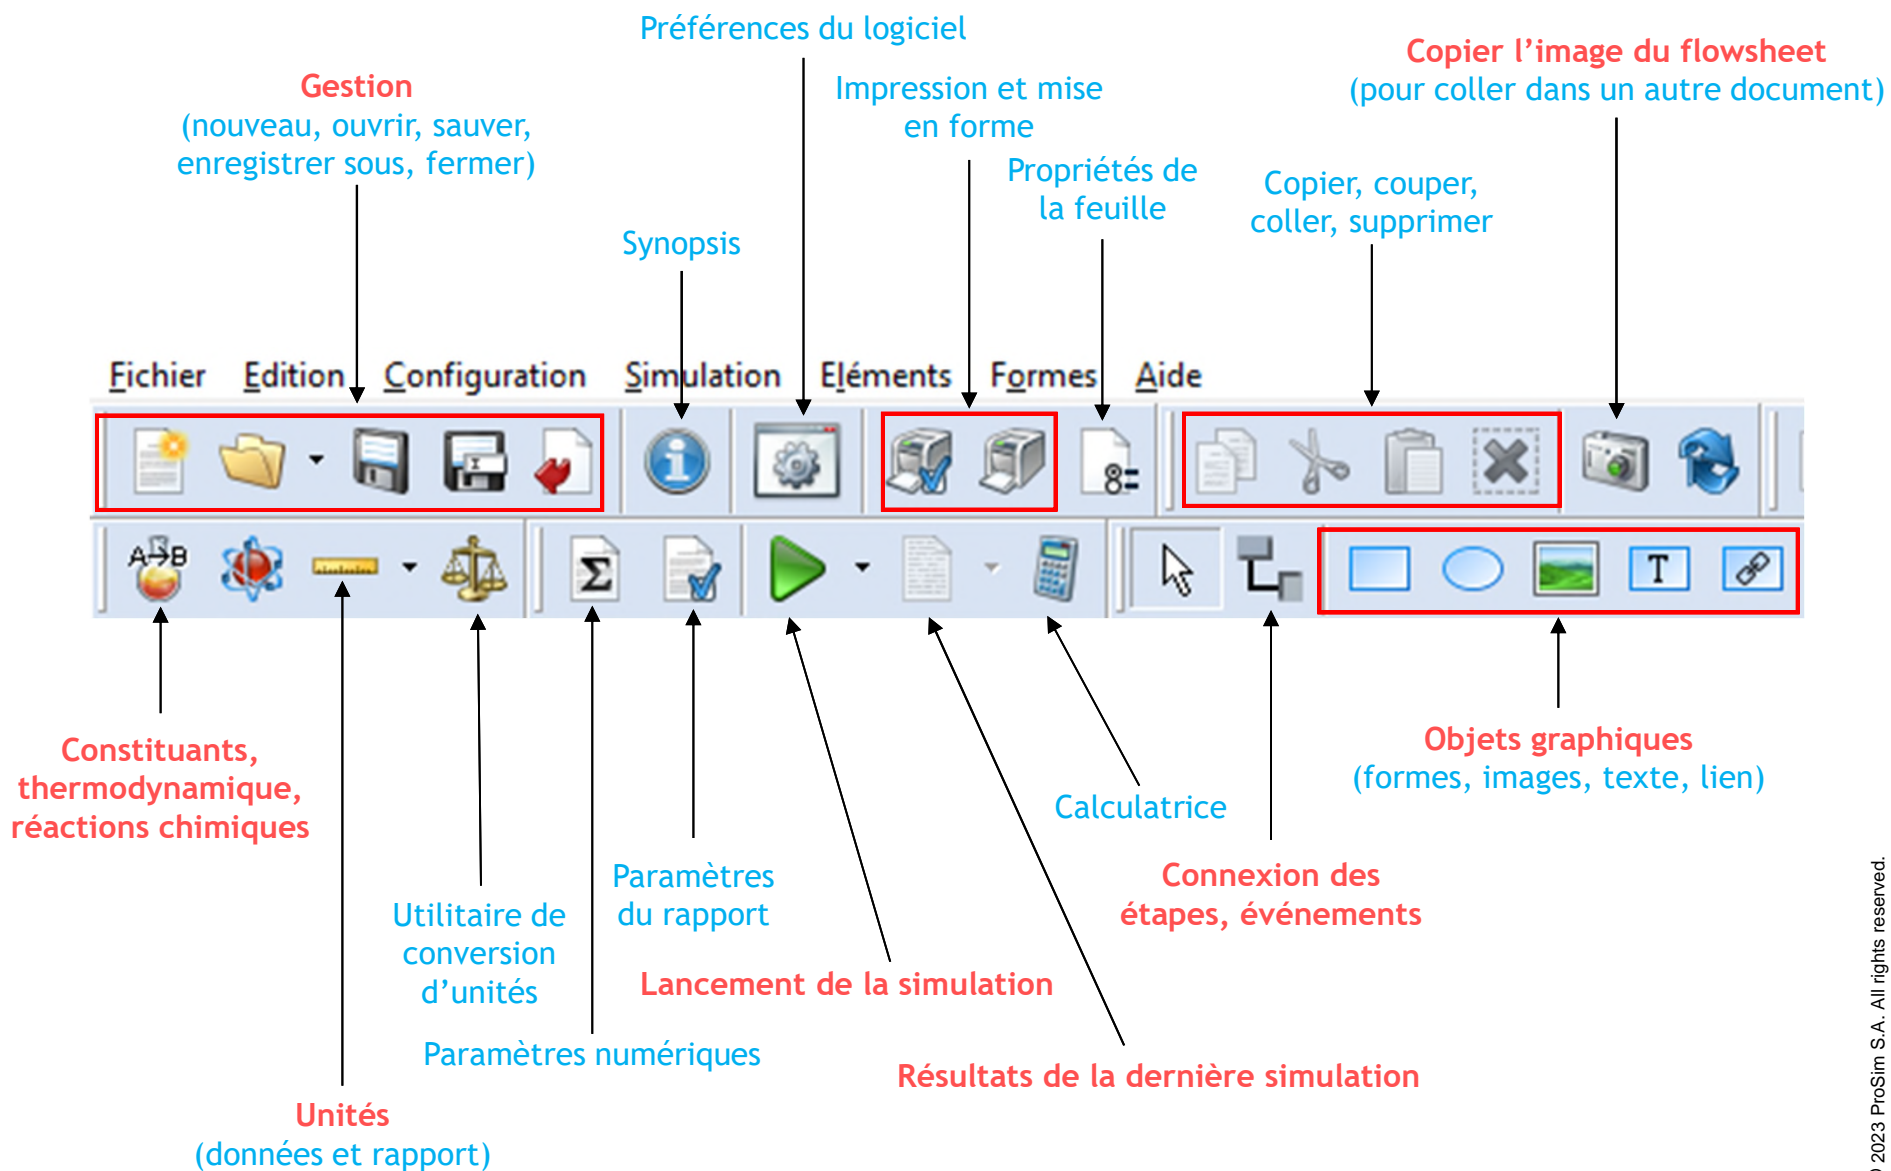 Préférences du logiciel
Copier l’image du flowsheet
(pour coller dans un autre document)
Gestion
(nouveau, ouvrir, sauver,
enregistrer sous, fermer)
Impression et mise
en forme
Propriétés de
la feuille
Copier, couper,
coller, supprimer
Synopsis
Fichier Edition Configuration Simulation Eléments Formes Aide
8=
A→B
Σ
T
Constituants,
thermodynamique,
réactions chimiques
Objets graphiques
(formes, images, texte, lien)
Calculatrice
Connexion des
étapes, événements
Paramètres
du rapport
Utilitaire de
conversion
d’unités
Lancement de la simulation
Paramètres numériques
Résultats de la dernière simulation
Unités
(données et rapport)
© 2023 ProSim S.A. All rights reserved.